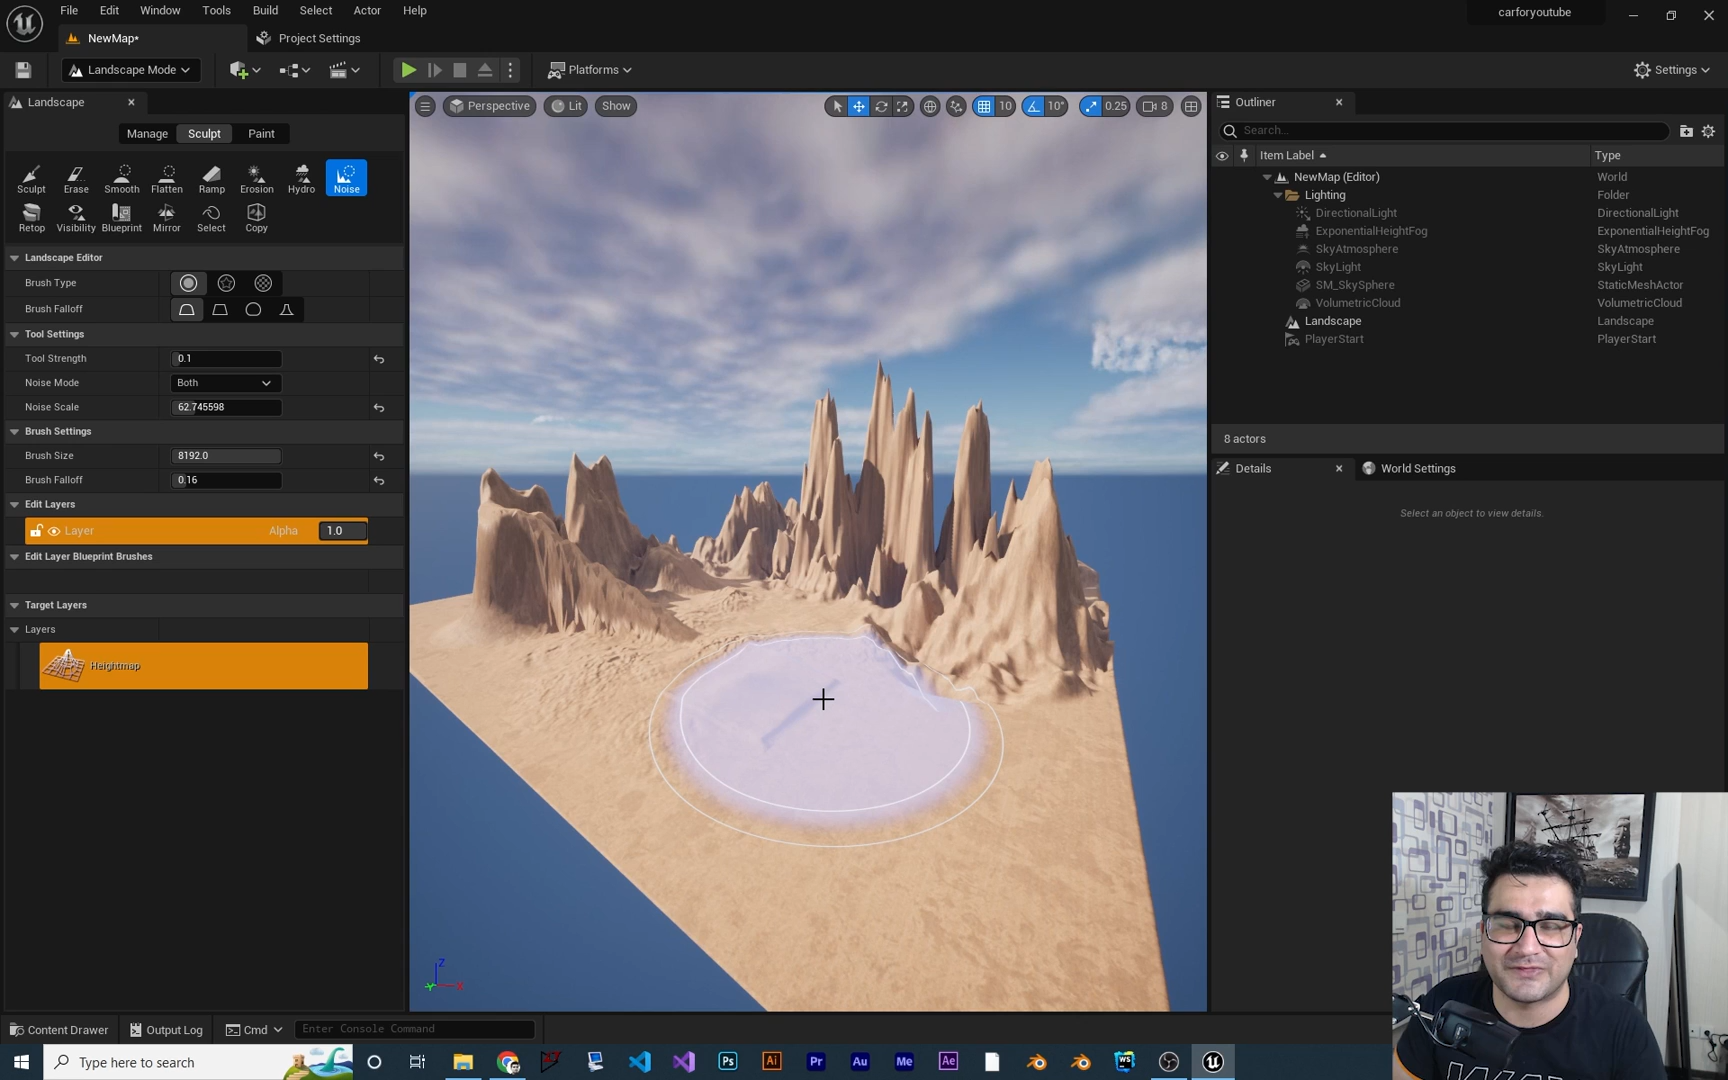 File Edit Window Tools Build Select Actor Help
carforyoutube
NewMap*
Project Settings
Landscape Mode
Platforms
Settings
Landscape
Manage Sculpt Paint
Sculpt Erase Smooth Flatten Ramp Erosion Hydro Noise
Retop Visibility Blueprint Mirror Select Copy
Landscape Editor
Brush Type
Brush Falloff
Tool Settings
Tool Strength 0.1
Noise Mode Both
Noise Scale 62.745598
Brush Settings
Brush Size 8192.0
Brush Falloff 0.16
Edit Layers
Layer Alpha 1.0
Edit Layer Blueprint Brushes
Target Layers
Layers
Heightmap
Perspective Lit Show
10 10° 0.25 8
Z
Y X
Outliner
Search...
Item Label Type
NewMap (Editor) World
Lighting Folder
DirectionalLight DirectionalLight
ExponentialHeightFog ExponentialHeightFog
SkyAtmosphere SkyAtmosphere
SkyLight SkyLight
SM_SkySphere StaticMeshActor
VolumetricCloud VolumetricCloud
Landscape Landscape
PlayerStart PlayerStart
8 actors
Details
World Settings
Select an object to view details.
Content Drawer Output Log Cmd Enter Console Command
Type here to search
Ps Ai Pr Au Me Ae WS